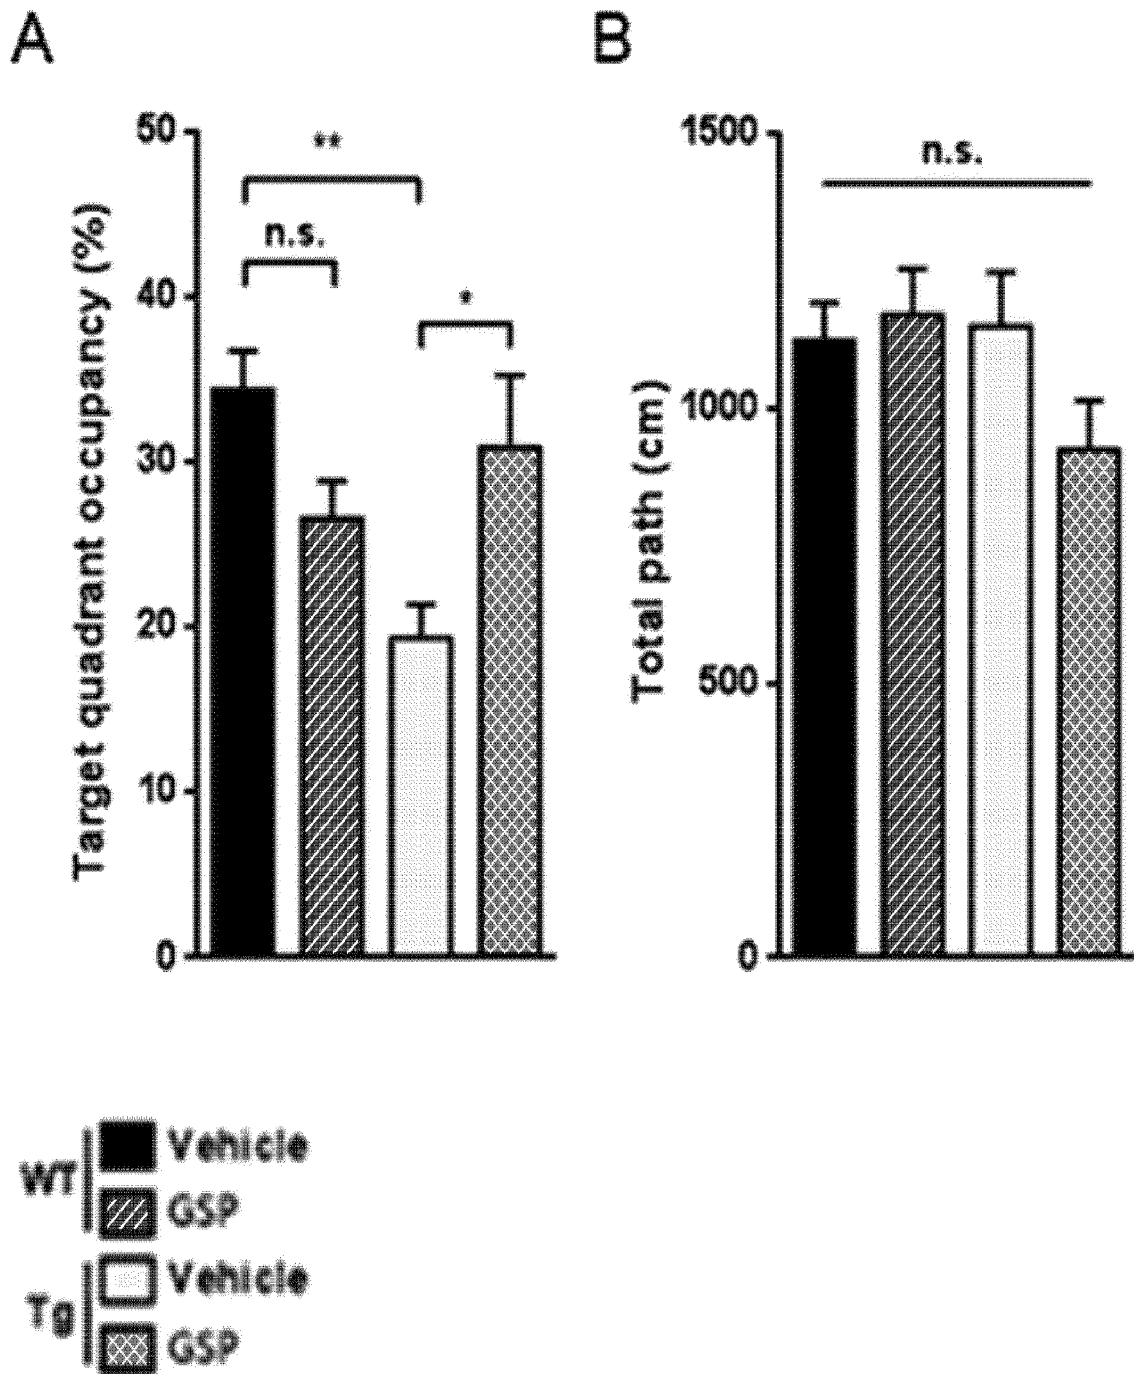 A
B
50
40
30
20
10
0
Target quadrant occupancy (%)
**
n.s.
*
1500
1000
500
0
Total path (cm)
n.s.
WT
Vehicle
GSP
Tg
Vehicle
GSP